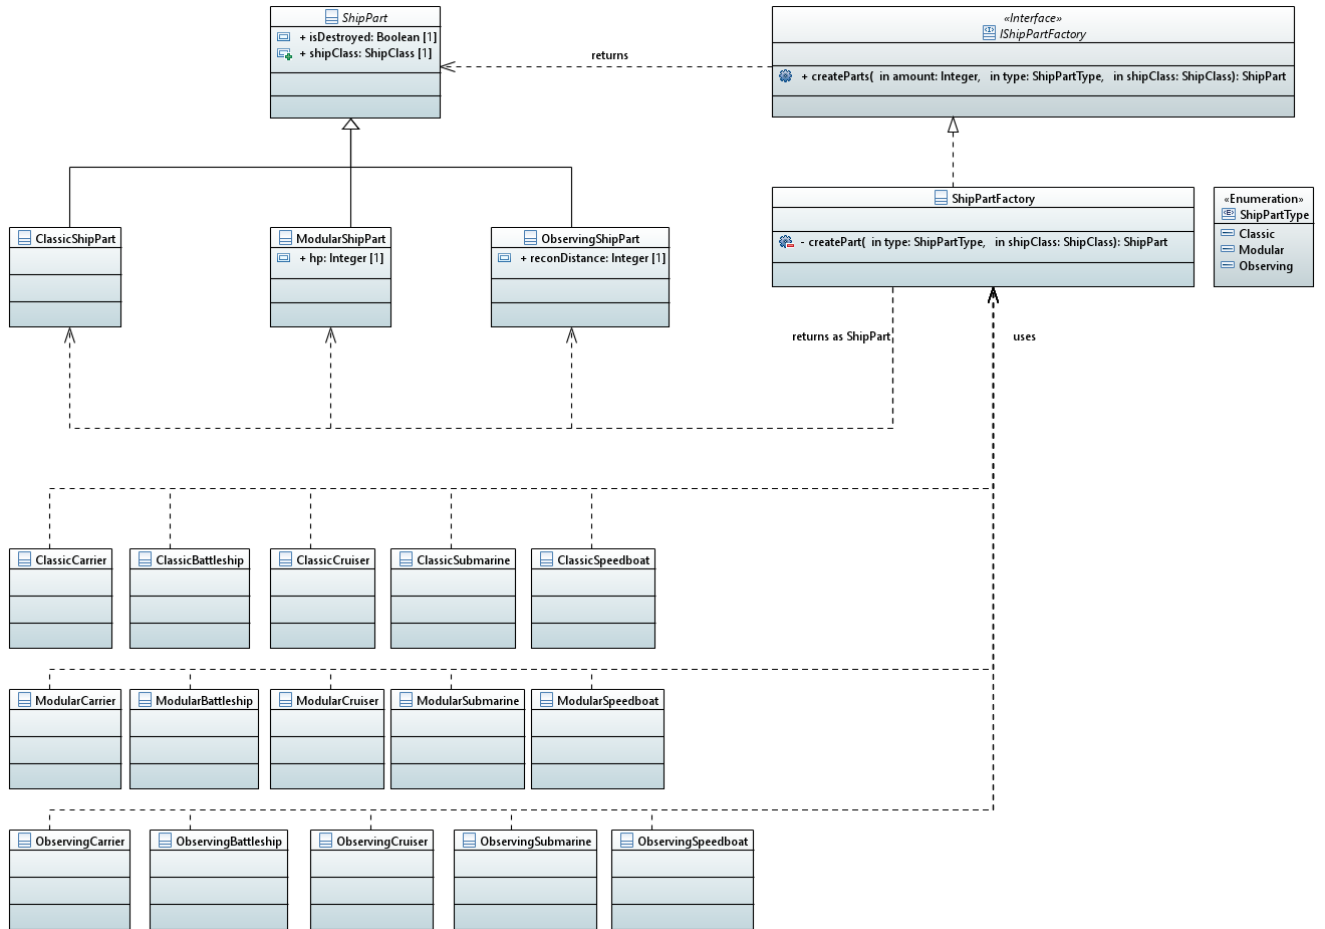 ShipPart
+ isDestroyed: Boolean [1]
+ shipClass: ShipClass [1]
returns
«Interface»
IShipPartFactory
+ createParts( in amount: Integer, in type: ShipPartType, in shipClass: ShipClass): ShipPart
ShipPartFactory
- createPart( in type: ShipPartType, in shipClass: ShipClass): ShipPart
«Enumeration»
ShipPartType
Classic
Modular
Observing
ClassicShipPart
ModularShipPart
+ hp: Integer [1]
ObservingShipPart
+ reconDistance: Integer [1]
returns as ShipPart
uses
ClassicCarrier
ClassicBattleship
ClassicCruiser
ClassicSubmarine
ClassicSpeedboat
ModularCarrier
ModularBattleship
ModularCruiser
ModularSubmarine
ModularSpeedboat
ObservingCarrier
ObservingBattleship
ObservingCruiser
ObservingSubmarine
ObservingSpeedboat